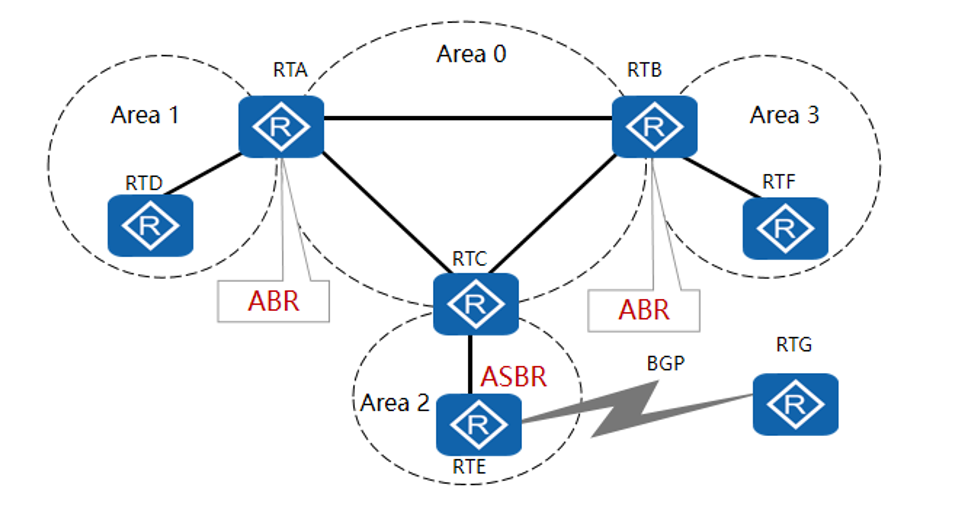 Area 0
RTA
RTB
Area 1
Area 3
R
R
RTD
RTF
R
R
RTC
ABR
ABR
R
RTG
BGP
ASBR
Area 2
R
R
RTE